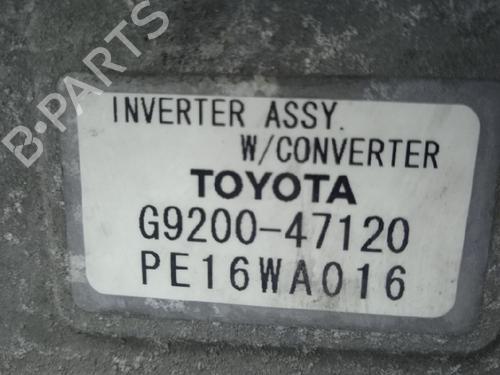 B-PARTS
INVERTER ASSY.
W/CONVERTER
TOYOTA
G9200-47120
PE16WA016